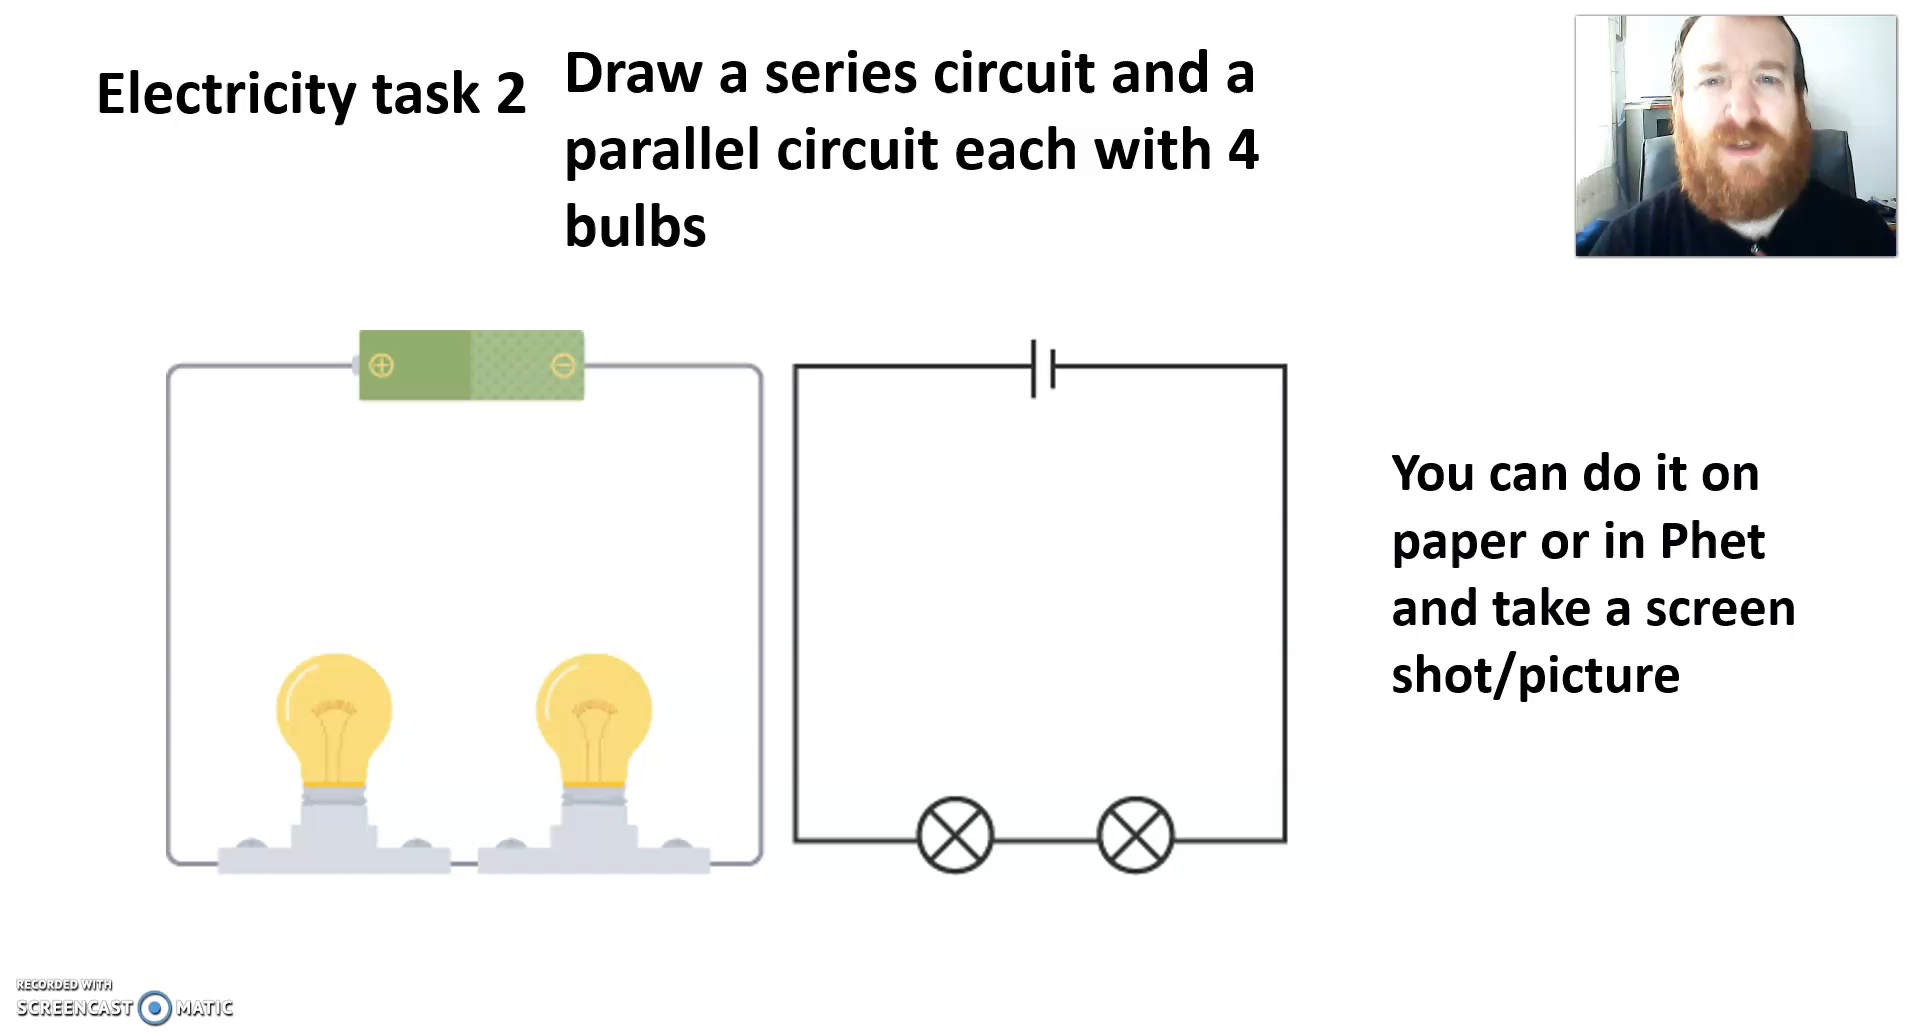 Electricity task 2
Draw a series circuit and a
parallel circuit each with 4
bulbs
You can do it on
paper or in Phet
and take a screen
shot/picture
RECORDED WITH
SCREENCAST MATIC